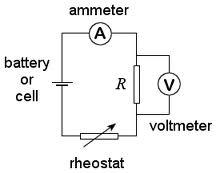 ammeter
A
battery
or
cell
R
V
voltmeter
rheostat